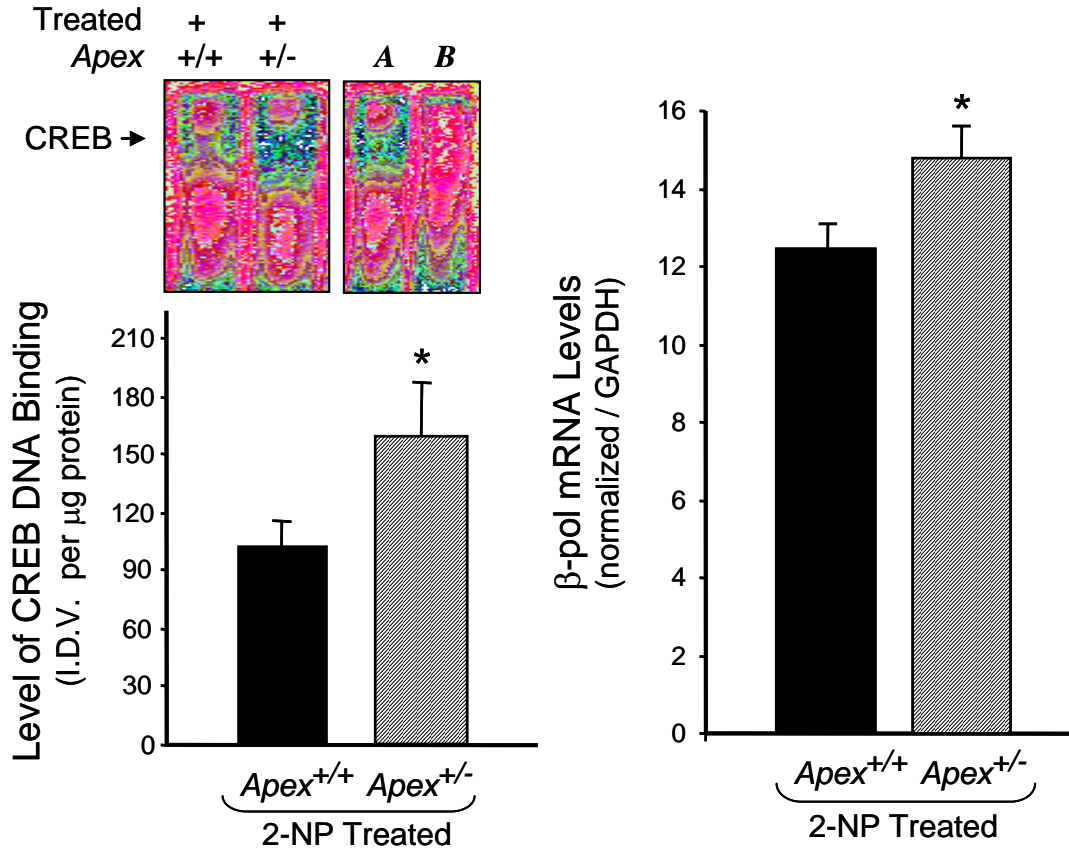 Treated + +
Apex +/+ +/- A B
CREB
210
180
150
120
90
60
30
0
Level of CREB DNA Binding
(I.D.V. per µg protein)
*
Apex+/+ Apex+/-
2-NP Treated
16
14
12
10
8
6
4
2
0
β-pol mRNA Levels
(normalized / GAPDH)
*
Apex+/+ Apex+/-
2-NP Treated